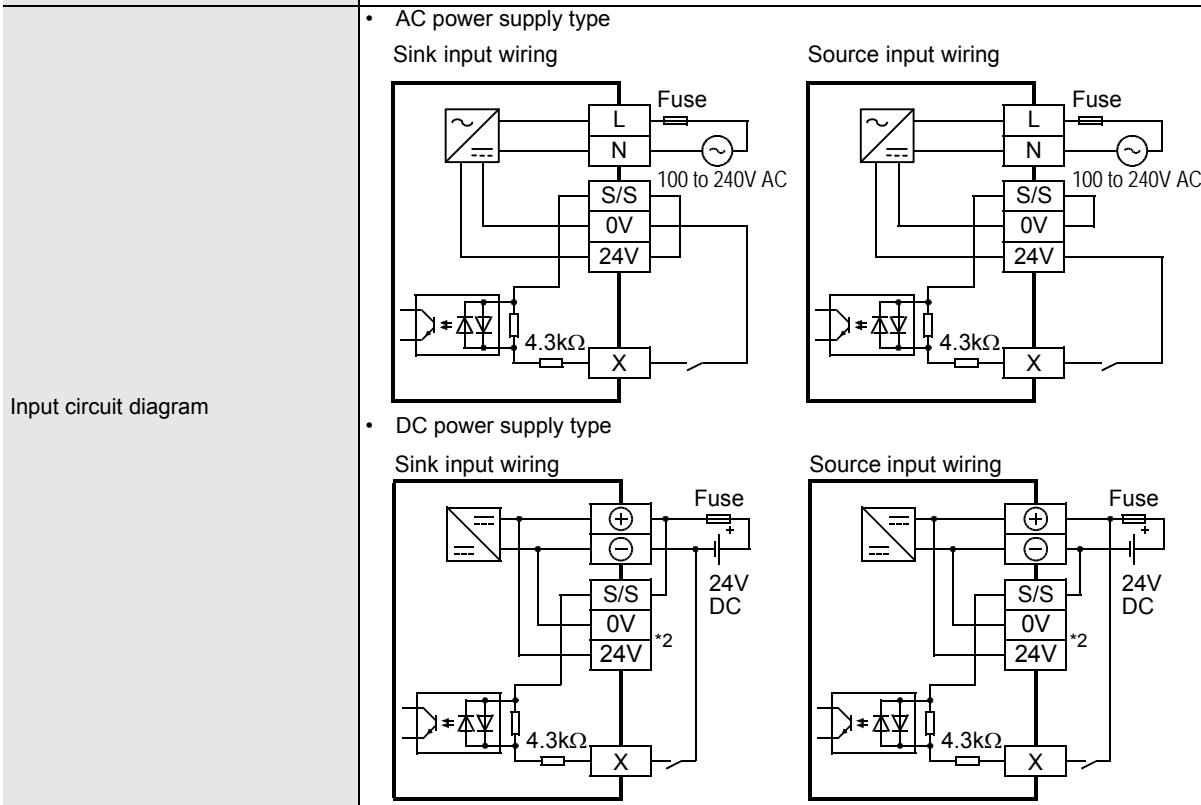 Input circuit diagram
• AC power supply type
Sink input wiring
L
N
S/S
0V
24V
X
Fuse
100 to 240V AC
4.3kΩ
Source input wiring
L
N
S/S
0V
24V
X
Fuse
100 to 240V AC
4.3kΩ
• DC power supply type
Sink input wiring
+
−
S/S
0V
24V
X
Fuse
+
24V
DC
*2
4.3kΩ
Source input wiring
+
−
S/S
0V
24V
X
Fuse
+
24V
DC
*2
4.3kΩ